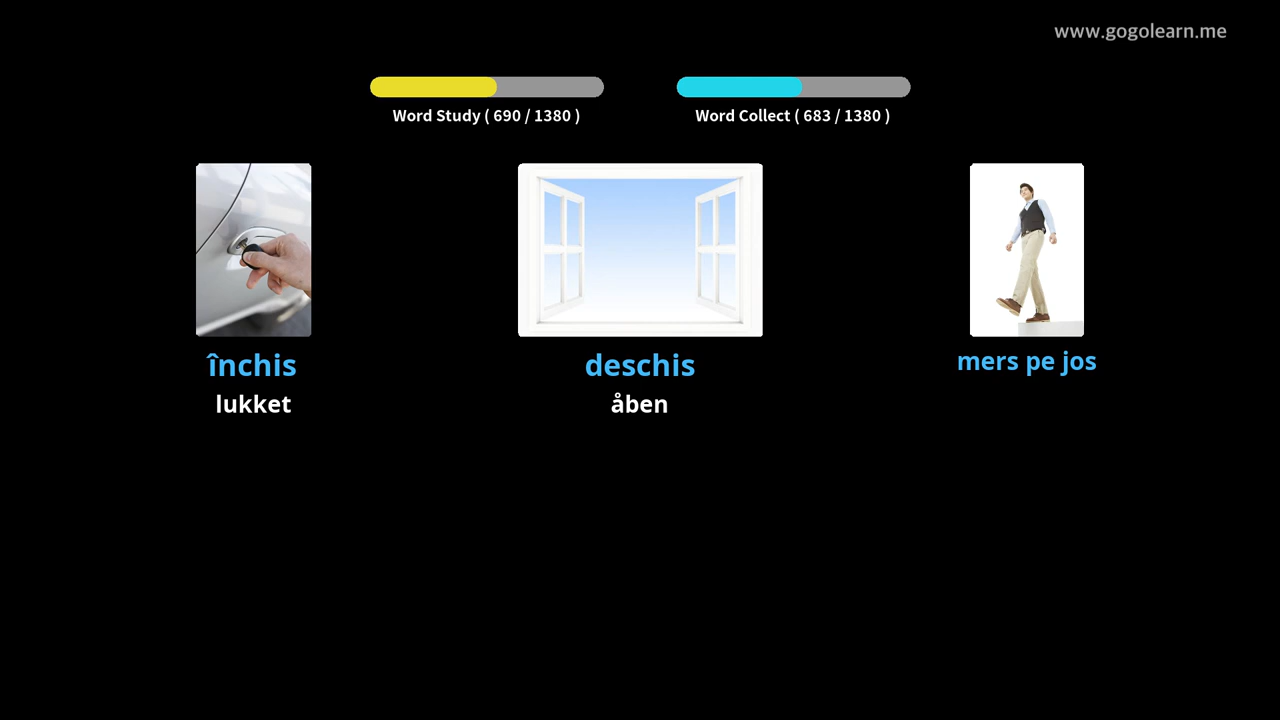 www.gogolearn.me
Word Study ( 690 / 1380 )
Word Collect ( 683 / 1380 )
închis
deschis
mers pe jos
lukket
åben